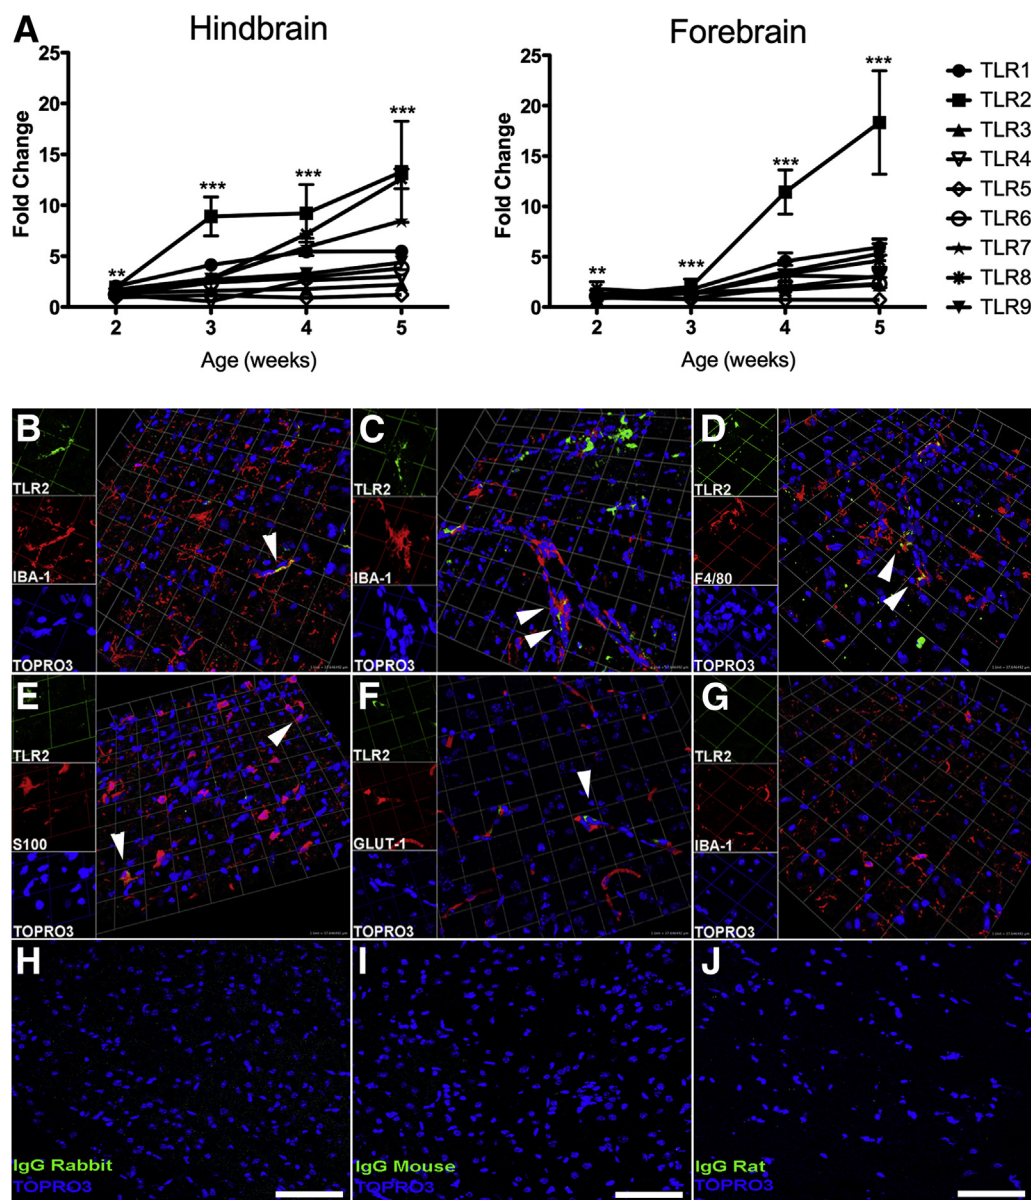 A
Hindbrain
Forebrain
Fold Change
25
20
15
10
5
0
**
***
***
***
2
3
4
5
Age (weeks)
Fold Change
25
20
15
10
5
0
**
***
***
***
2
3
4
5
Age (weeks)
TLR1
TLR2
TLR3
TLR4
TLR5
TLR6
TLR7
TLR8
TLR9
B
TLR2
IBA-1
TOPRO3
C
TLR2
IBA-1
TOPRO3
D
TLR2
F4/80
TOPRO3
E
TLR2
S100
TOPRO3
F
TLR2
GLUT-1
TOPRO3
G
TLR2
IBA-1
TOPRO3
H
IgG Rabbit
TOPRO3
I
IgG Mouse
TOPRO3
J
IgG Rat
TOPRO3